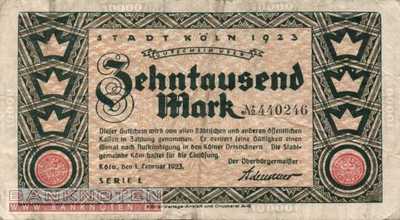 STADT KÖLN 1923
GUTSCHEIN ÜBER
Zehntausend
Mark
№ 440246
Dieser Gutschein wird von allen städtischen und anderen öffentlichen
Kassen in Zahlung genommen. Er verliert seine Gültigkeit einen
Monat nach Aufkündigung in den Kölner Ortsblättern. Die Stadt-
gemeinde Köln haftet für die Einlösung.
Köln, den 1. Februar 1923.
Der Oberbürgermeister
SERIE I.
Adenauer
BANKNOTEN
10000